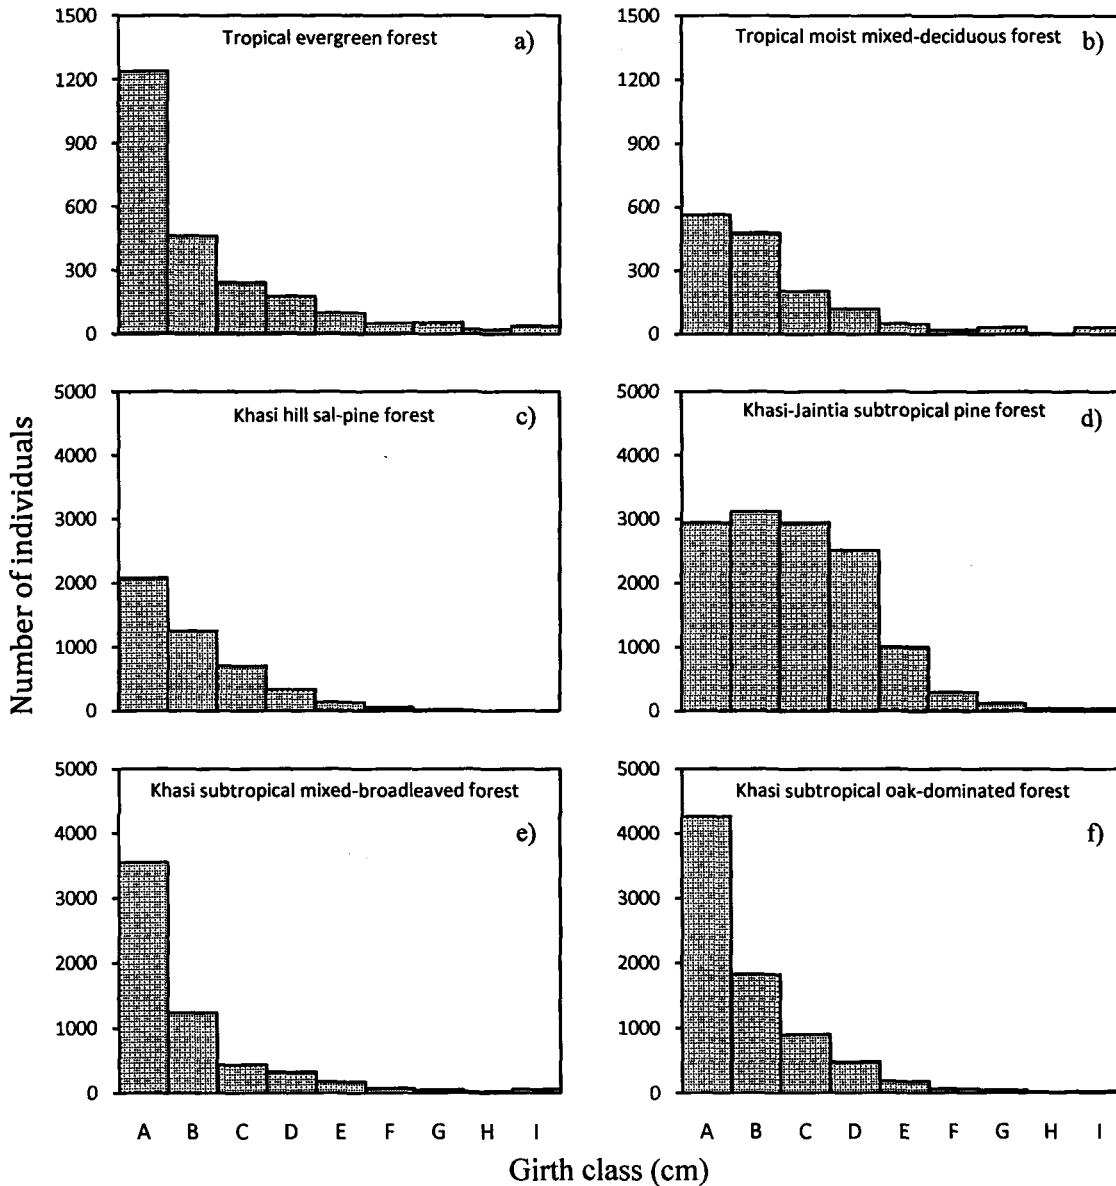 1500
1200
900
600
300
0
Tropical evergreen forest
a)
1500
1200
900
600
300
0
Tropical moist mixed-deciduous forest
b)
Number of individuals
5000
4000
3000
2000
1000
0
Khasi hill sal-pine forest
c)
5000
4000
3000
2000
1000
0
Khasi-Jaintia subtropical pine forest
d)
5000
4000
3000
2000
1000
0
Khasi subtropical mixed-broadleaved forest
e)
A B C D E F G H I
5000
4000
3000
2000
1000
0
Khasi subtropical oak-dominated forest
f)
A B C D E F G H I
Girth class (cm)